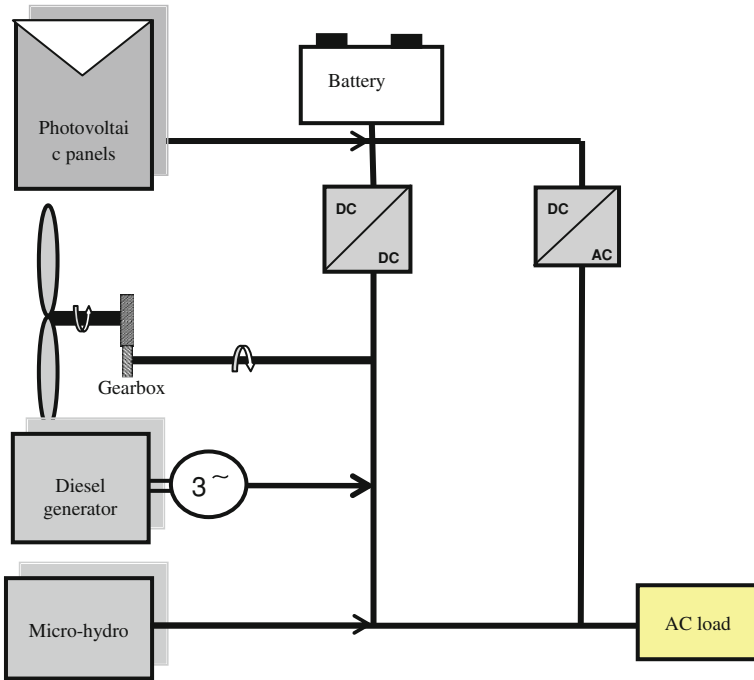 Battery
Photovoltai
c panels
DC
DC
DC
AC
Gearbox
Diesel
generator
3 ~
Micro-hydro
AC load